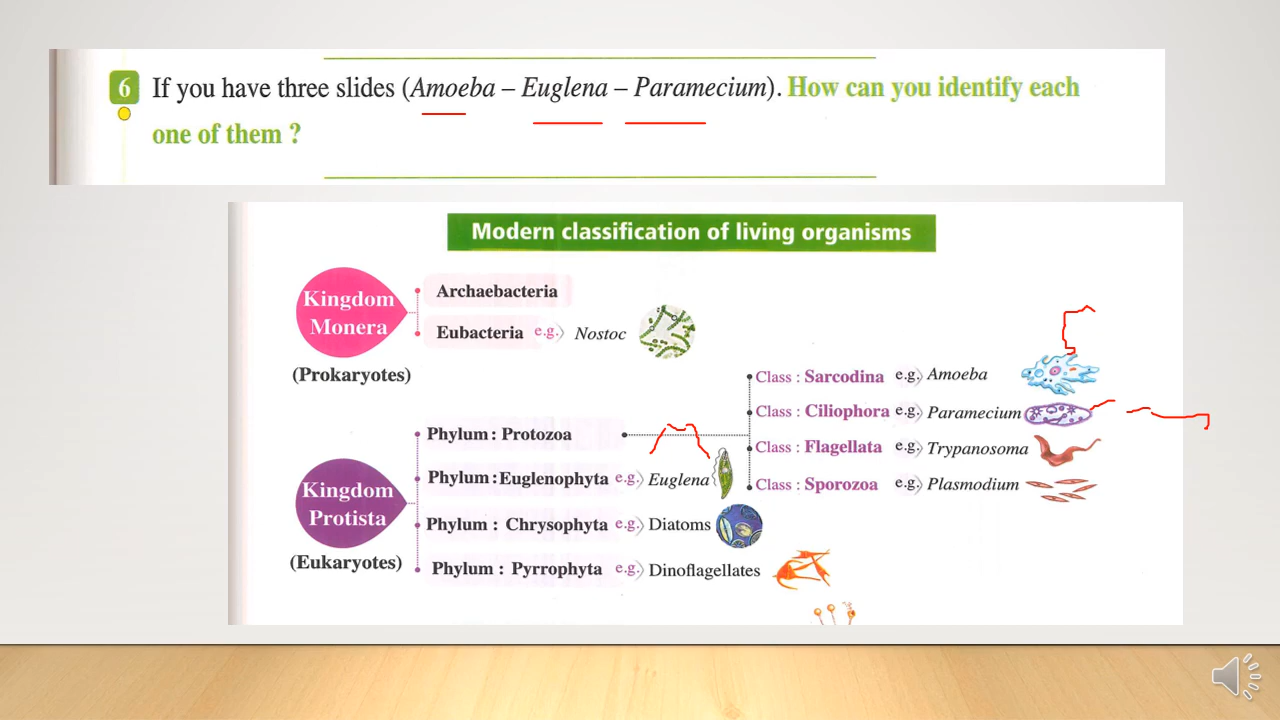 6 If you have three slides (Amoeba – Euglena – Paramecium). How can you identify each
one of them ?
Modern classification of living organisms
Kingdom
Monera
(Prokaryotes)
Archaebacteria
Eubacteria e.g. Nostoc
Kingdom
Protista
(Eukaryotes)
Phylum : Protozoa
Class : Sarcodina e.g. Amoeba
Class : Ciliophora e.g. Paramecium
Class : Flagellata e.g. Trypanosoma
Class : Sporozoa e.g. Plasmodium
Phylum : Euglenophyta e.g. Euglena
Phylum : Chrysophyta e.g. Diatoms
Phylum : Pyrrophyta e.g. Dinoflagellates